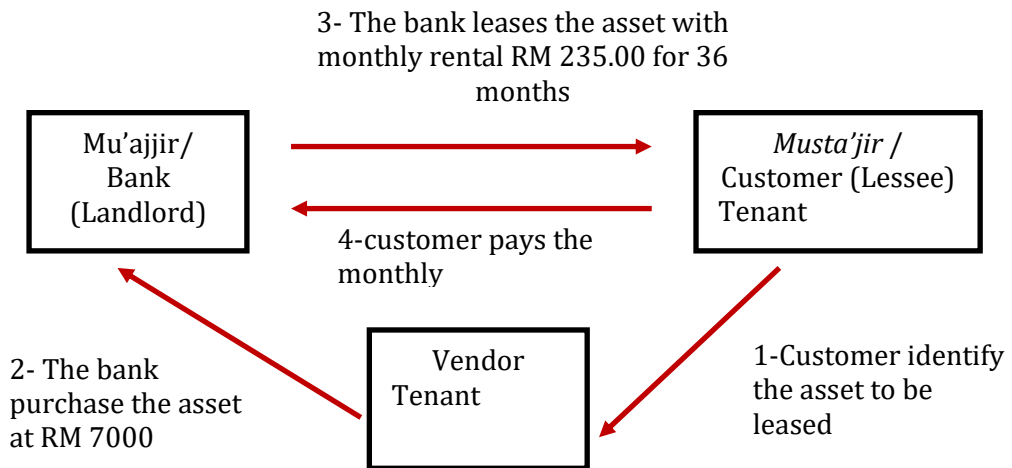 3- The bank leases the asset with
monthly rental RM 235.00 for 36
months
Mu’ajjir/
Bank
(Landlord)
Musta’jir /
Customer (Lessee)
Tenant
4-customer pays the
monthly
2- The bank
purchase the asset
at RM 7000
Vendor
Tenant
1-Customer identify
the asset to be
leased